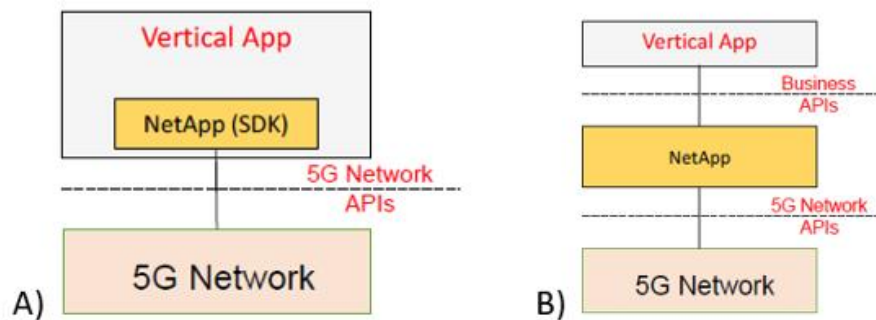 Vertical App
NetApp (SDK)
5G Network
APIs
5G Network
A)
Vertical App
Business
APIs
NetApp
5G Network
APIs
5G Network
B)